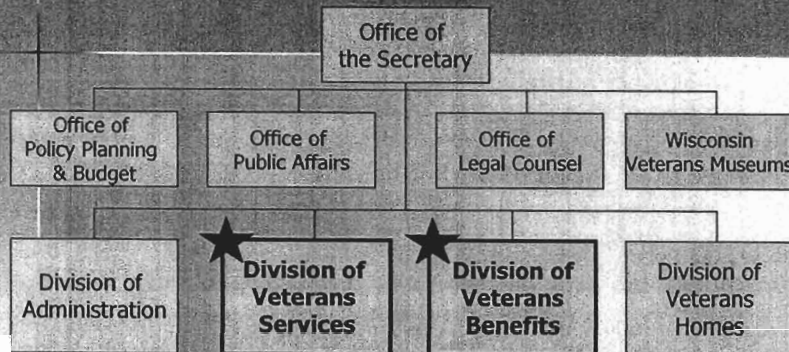 Office of
the Secretary
Office of
Policy Planning
& Budget
Office of
Public Affairs
Office of
Legal Counsel
Wisconsin
Veterans Museums
Division of
Administration
Division of
Veterans
Services
Division of
Veterans
Benefits
Division of
Veterans
Homes